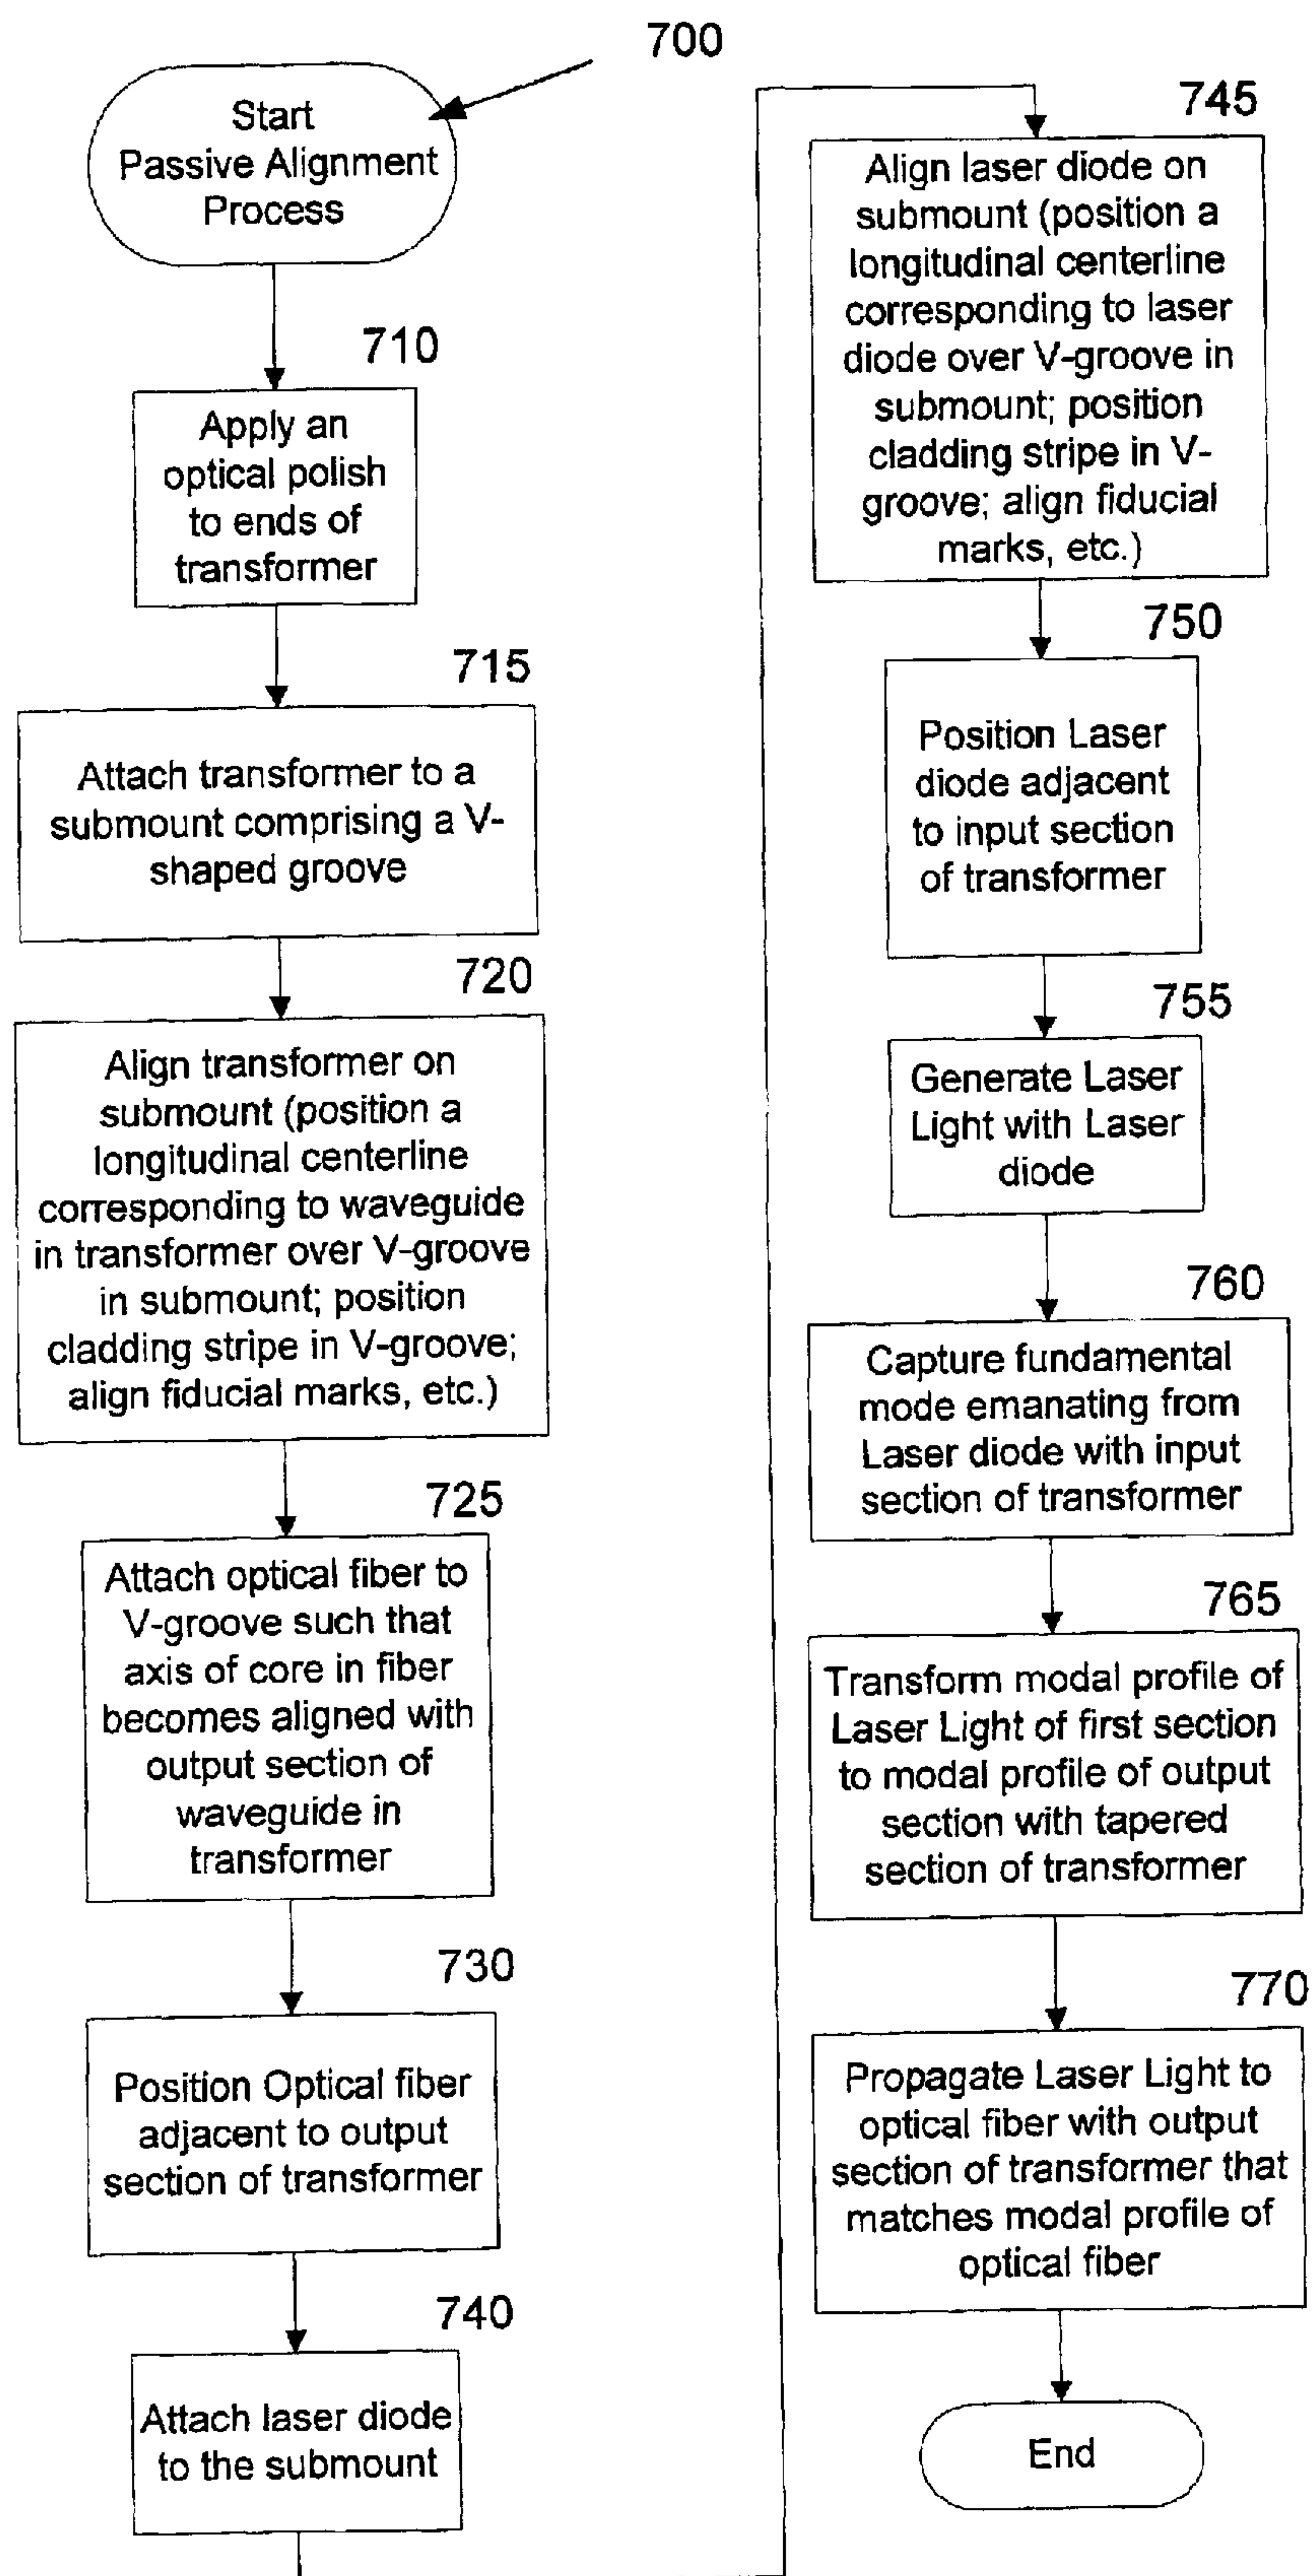 700
Start
Passive Alignment
Process
710
Apply an
optical polish
to ends of
transformer
715
Attach transformer to a
submount comprising a V-
shaped groove
720
Align transformer on
submount (position a
longitudinal centerline
corresponding to waveguide
in transformer over V-groove
in submount; position
cladding stripe in V-groove;
align fiducial marks, etc.)
725
Attach optical fiber to
V-groove such that
axis of core in fiber
becomes aligned with
output section of
waveguide in
transformer
730
Position Optical fiber
adjacent to output
section of transformer
740
Attach laser diode
to the submount
745
Align laser diode on
submount (position a
longitudinal centerline
corresponding to laser
diode over V-groove in
submount; position
cladding stripe in V-
groove; align fiducial
marks, etc.)
750
Position Laser
diode adjacent
to input section
of transformer
755
Generate Laser
Light with Laser
diode
760
Capture fundamental
mode emanating from
Laser diode with input
section of transformer
765
Transform modal profile of
Laser Light of first section
to modal profile of output
section with tapered
section of transformer
770
Propagate Laser Light to
optical fiber with output
section of transformer that
matches modal profile of
optical fiber
End